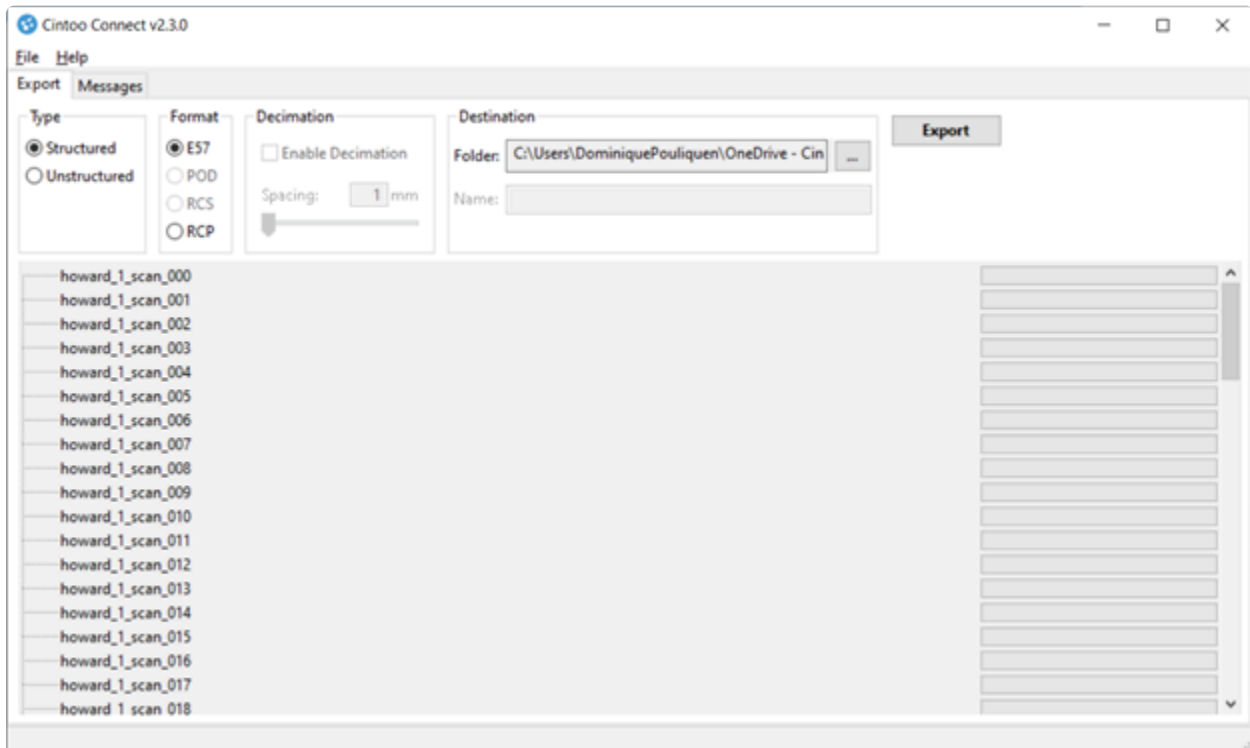 Cintoo Connect v2.3.0
File Help
Export Messages
Type
Structured
Unstructured
Format
E57
POD
RCS
RCP
Decimation
Enable Decimation
Spacing: 1 mm
Destination
Folder: C:\Users\DominiquePouliquen\OneDrive - Cin ...
Name:
Export
howard_1_scan_000
howard_1_scan_001
howard_1_scan_002
howard_1_scan_003
howard_1_scan_004
howard_1_scan_005
howard_1_scan_006
howard_1_scan_007
howard_1_scan_008
howard_1_scan_009
howard_1_scan_010
howard_1_scan_011
howard_1_scan_012
howard_1_scan_013
howard_1_scan_014
howard_1_scan_015
howard_1_scan_016
howard_1_scan_017
howard_1_scan_018